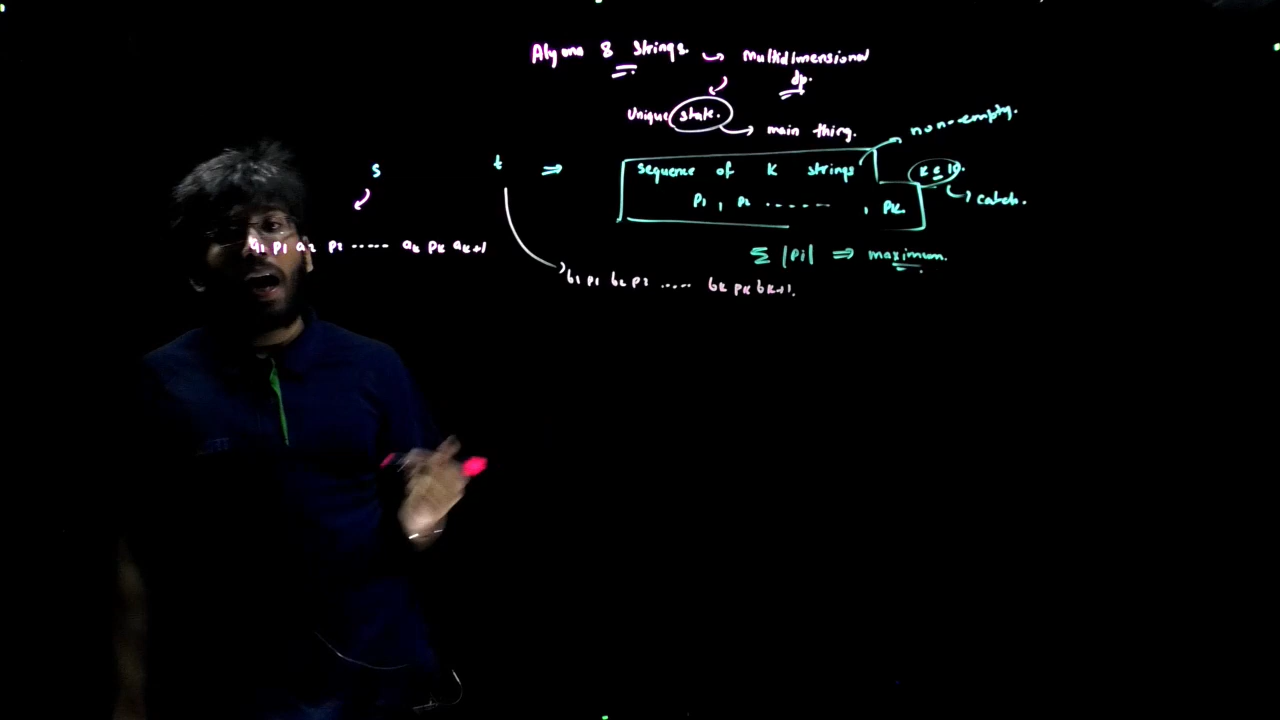 Alyona & Strings → multidimensional dp.
Unique state. → main thing.
non-empty.
s t ⇒ sequence of k strings k ≤ 10.
p1, p2 ......., pk. → catch.
a1 p1 a2 p2 ..... ak pk ak+1
Σ |pi| ⇒ maximum.
b1 p1 b2 p2 ..... bk pk bk+1.